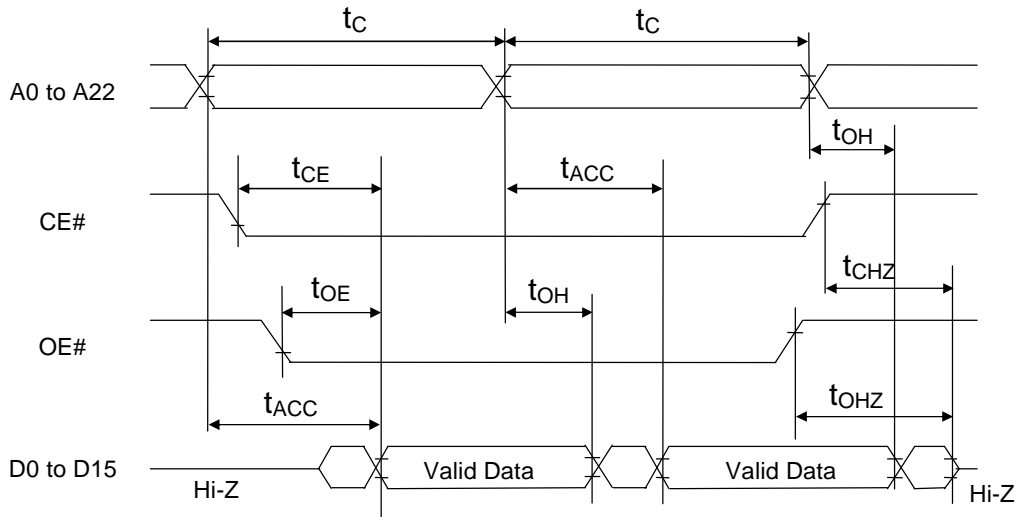 tC tC
A0 to A22
tOH
tCE tACC
CE#
tCHZ
tOE tOH
OE#
tACC tOHZ
D0 to D15 Valid Data Valid Data
Hi-Z Hi-Z